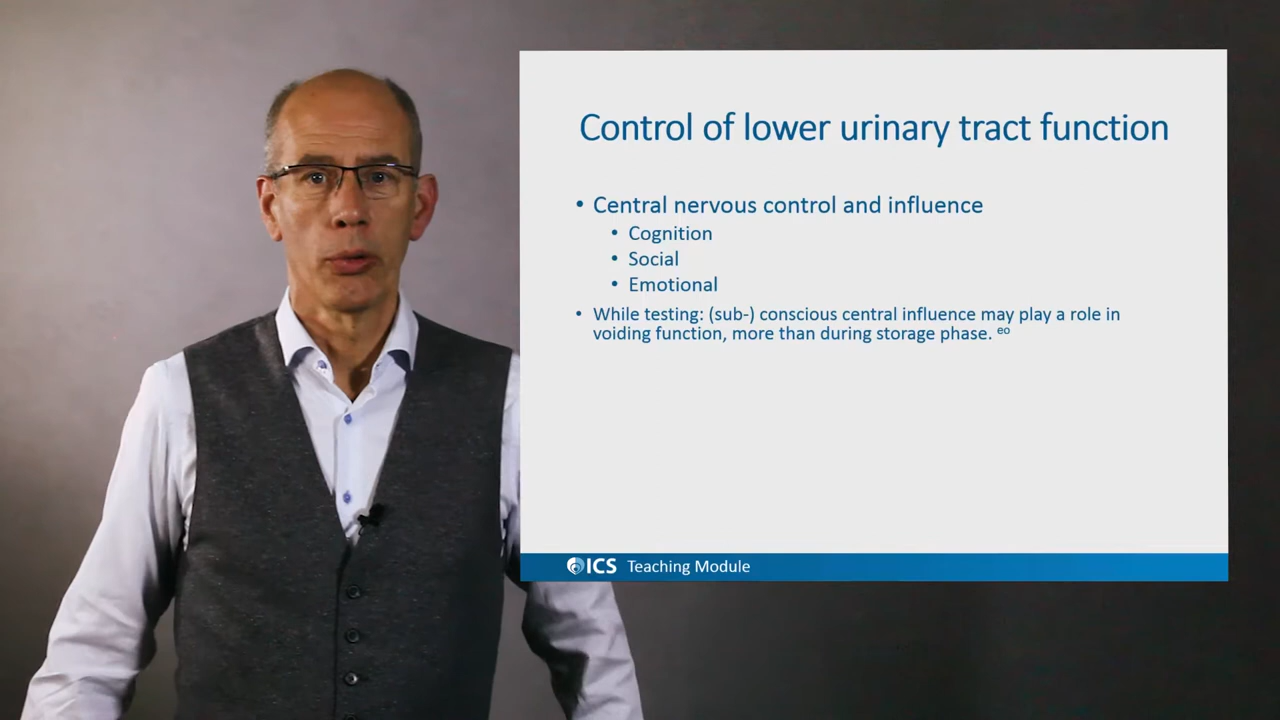 Control of lower urinary tract function
• Central nervous control and influence
• Cognition
• Social
• Emotional
• While testing: (sub-) conscious central influence may play a role in
voiding function, more than during storage phase. eo
ICS Teaching Module